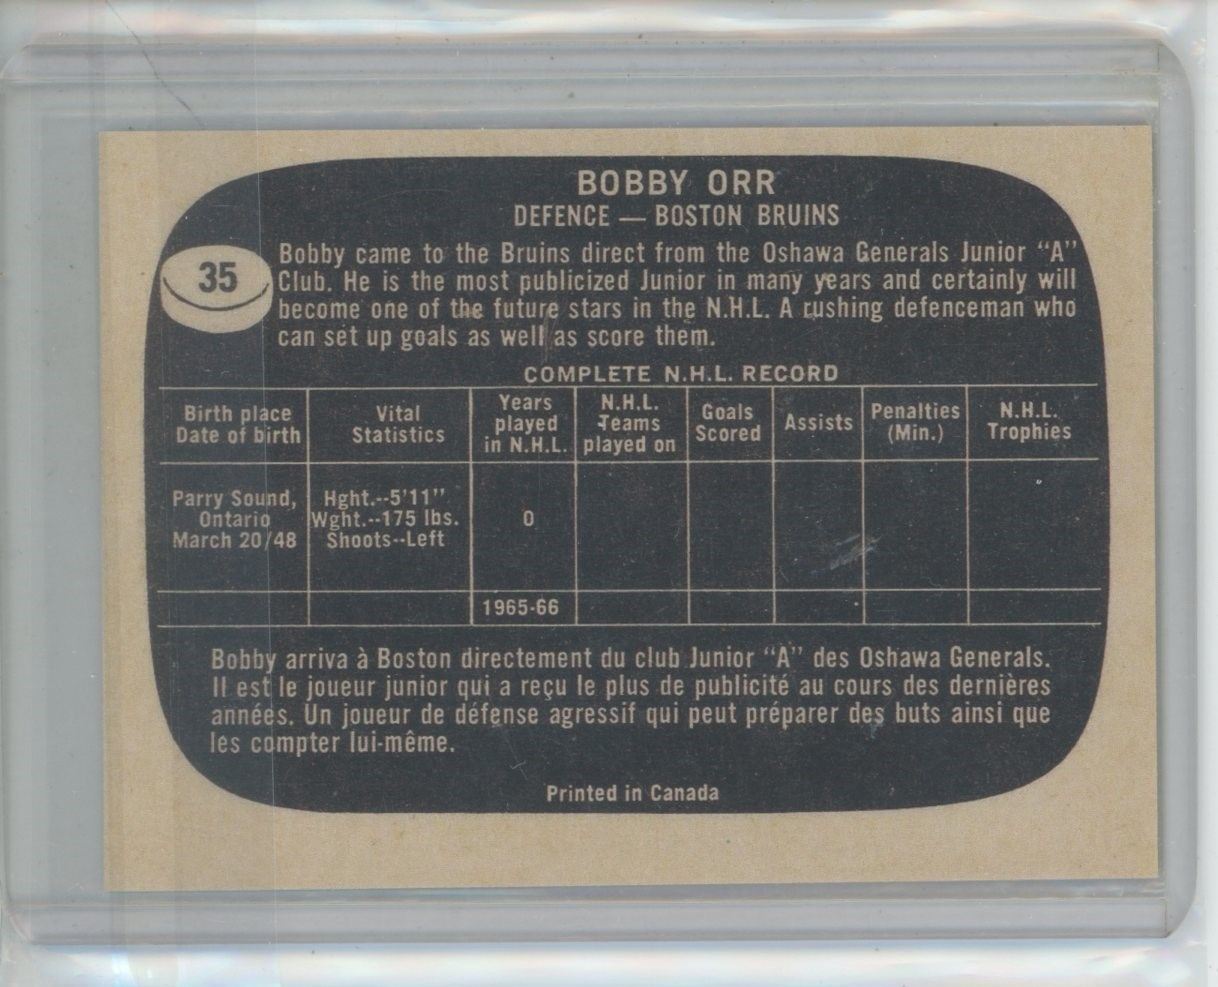 BOBBY ORR
DEFENCE — BOSTON BRUINS
35
Bobby came to the Bruins direct from the Oshawa Generals Junior “A”
Club. He is the most publicized Junior in many years and certainly will
become one of the future stars in the N.H.L. A rushing defenceman who
can set up goals as well as score them.
COMPLETE N.H.L. RECORD
Birth place
Date of birth
Vital
Statistics
Years
played
in N.H.L.
N.H.L.
Teams
played on
Goals
Scored
Assists
Penalties
(Min.)
N.H.L.
Trophies
Parry Sound,
Ontario
March 20/48
Hght.--5'11''
Wght.--175 lbs.
Shoots--Left
0
1965-66
Bobby arriva à Boston directement du club Junior “A” des Oshawa Generals.
Il est le joueur junior qui a reçu le plus de publicité au cours des dernières
années. Un joueur de défense agressif qui peut préparer des buts ainsi que
les compter lui-même.
Printed in Canada